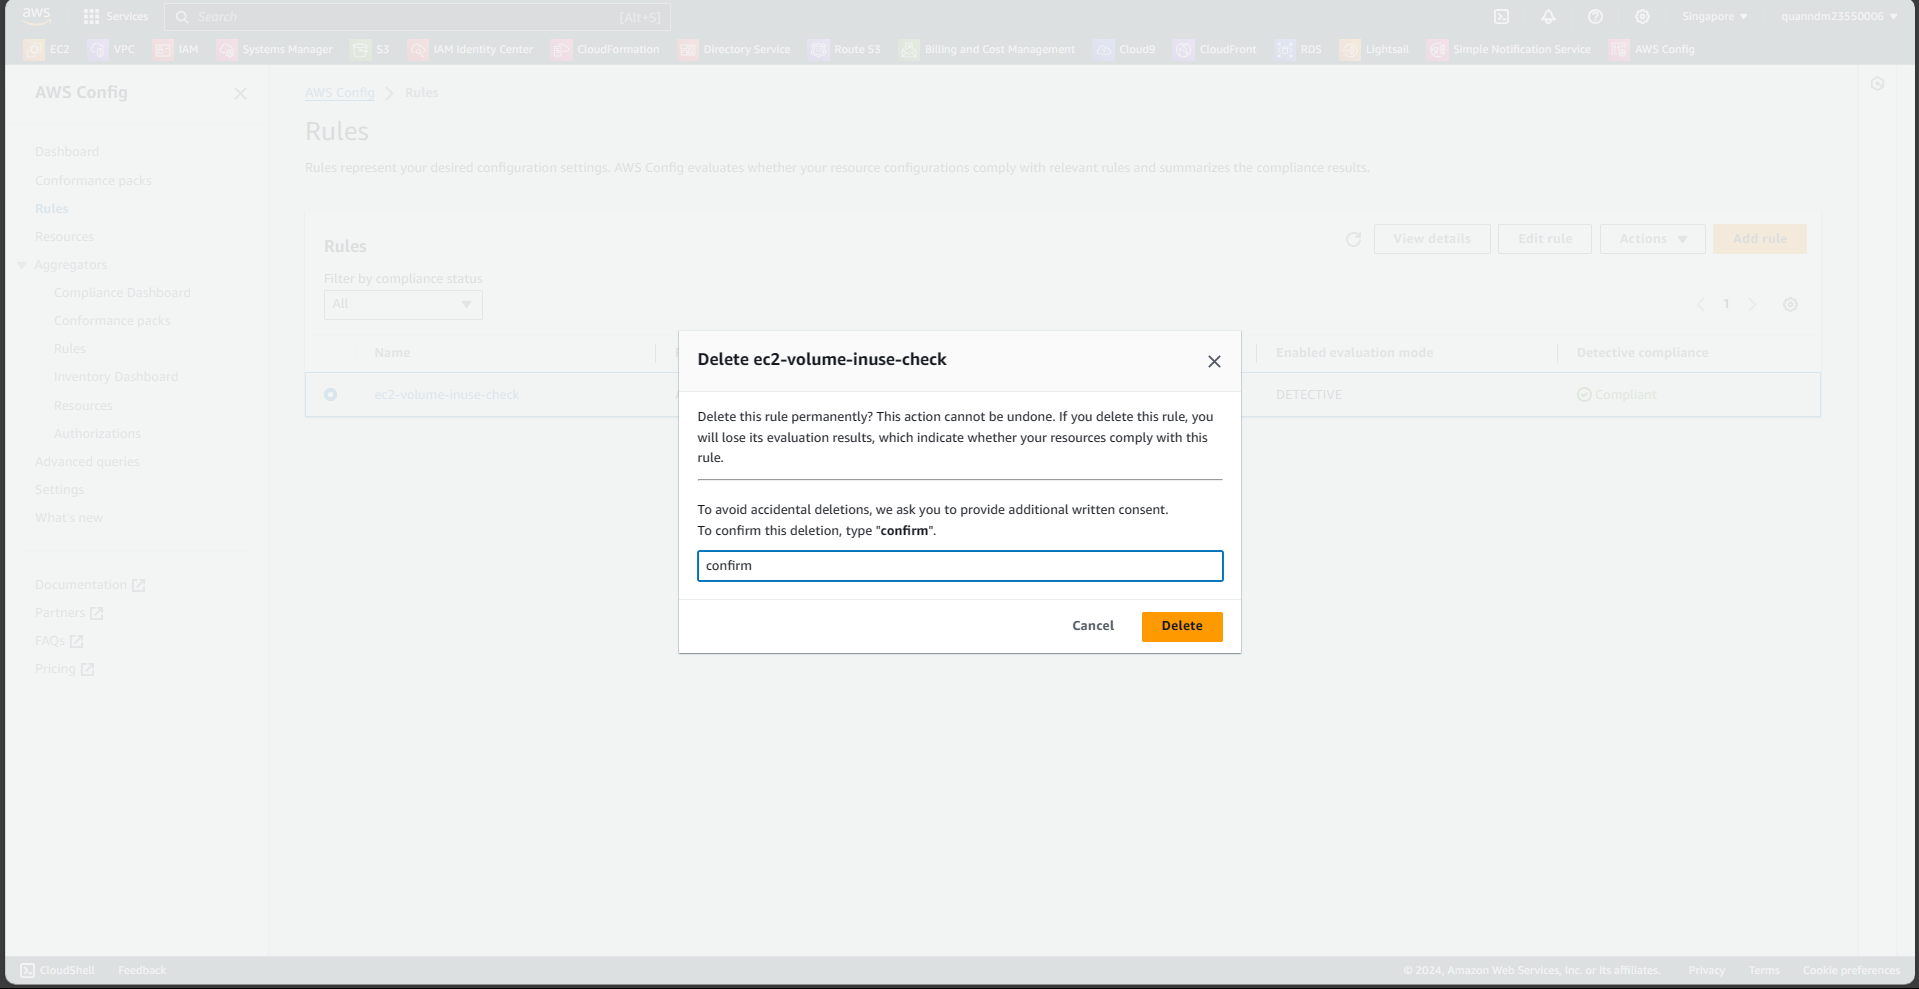 aws
Services
Search
[Alt+S]
Singapore
quanndm23550006
EC2
VPC
IAM
Systems Manager
S3
IAM Identity Center
CloudFormation
Directory Service
Route 53
Billing and Cost Management
Cloud9
CloudFront
RDS
Lightsail
Simple Notification Service
AWS Config
AWS Config
Dashboard
Conformance packs
Rules
Resources
Aggregators
Compliance Dashboard
Conformance packs
Rules
Inventory Dashboard
Resources
Authorizations
Advanced queries
Settings
What's new
Documentation
Partners
FAQs
Pricing
AWS Config
Rules
Rules
Rules represent your desired configuration settings. AWS Config evaluates whether your resource configurations comply with relevant rules and summarizes the compliance results.
Rules
View details
Edit rule
Actions
Add rule
Filter by compliance status
All
1
Name
Enabled evaluation mode
Detective compliance
ec2-volume-inuse-check
DETECTIVE
Compliant
Delete ec2-volume-inuse-check
Delete this rule permanently? This action cannot be undone. If you delete this rule, you
will lose its evaluation results, which indicate whether your resources comply with this
rule.
To avoid accidental deletions, we ask you to provide additional written consent.
To confirm this deletion, type "confirm".
confirm
Cancel
Delete
CloudShell
Feedback
© 2024, Amazon Web Services, Inc. or its affiliates.
Privacy
Terms
Cookie preferences